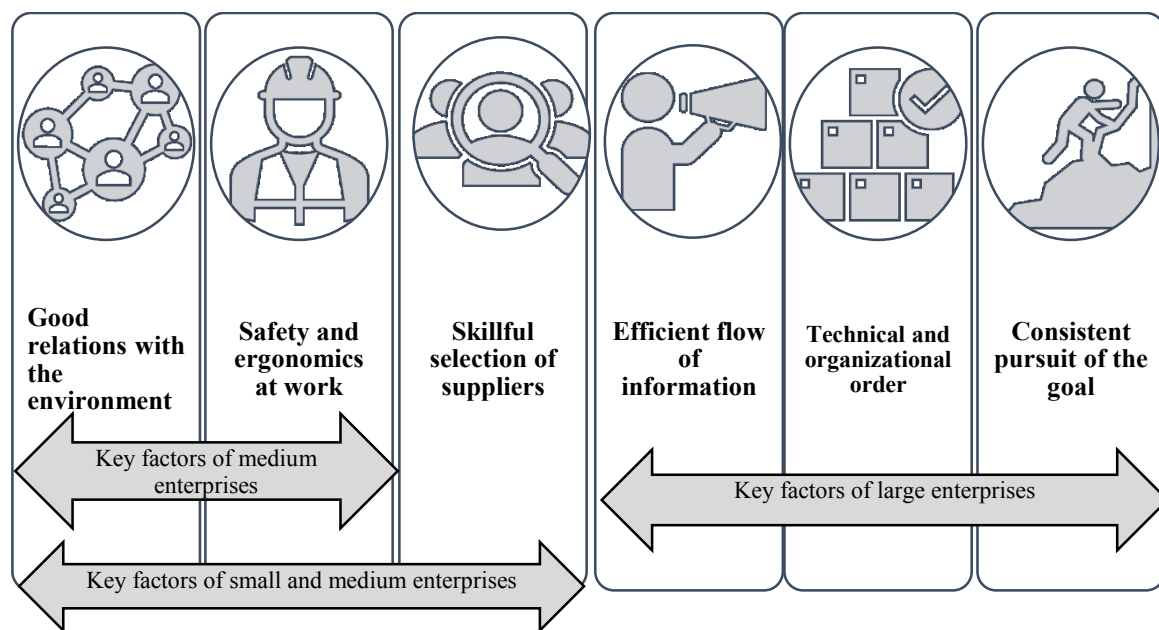 Good
relations with
the
environment
Safety and
ergonomics
at work
Skillful
selection of
suppliers
Efficient flow
of
information
Technical and
organizational
order
Consistent
pursuit of the
goal
Key factors of medium
enterprises
Key factors of large enterprises
Key factors of small and medium enterprises